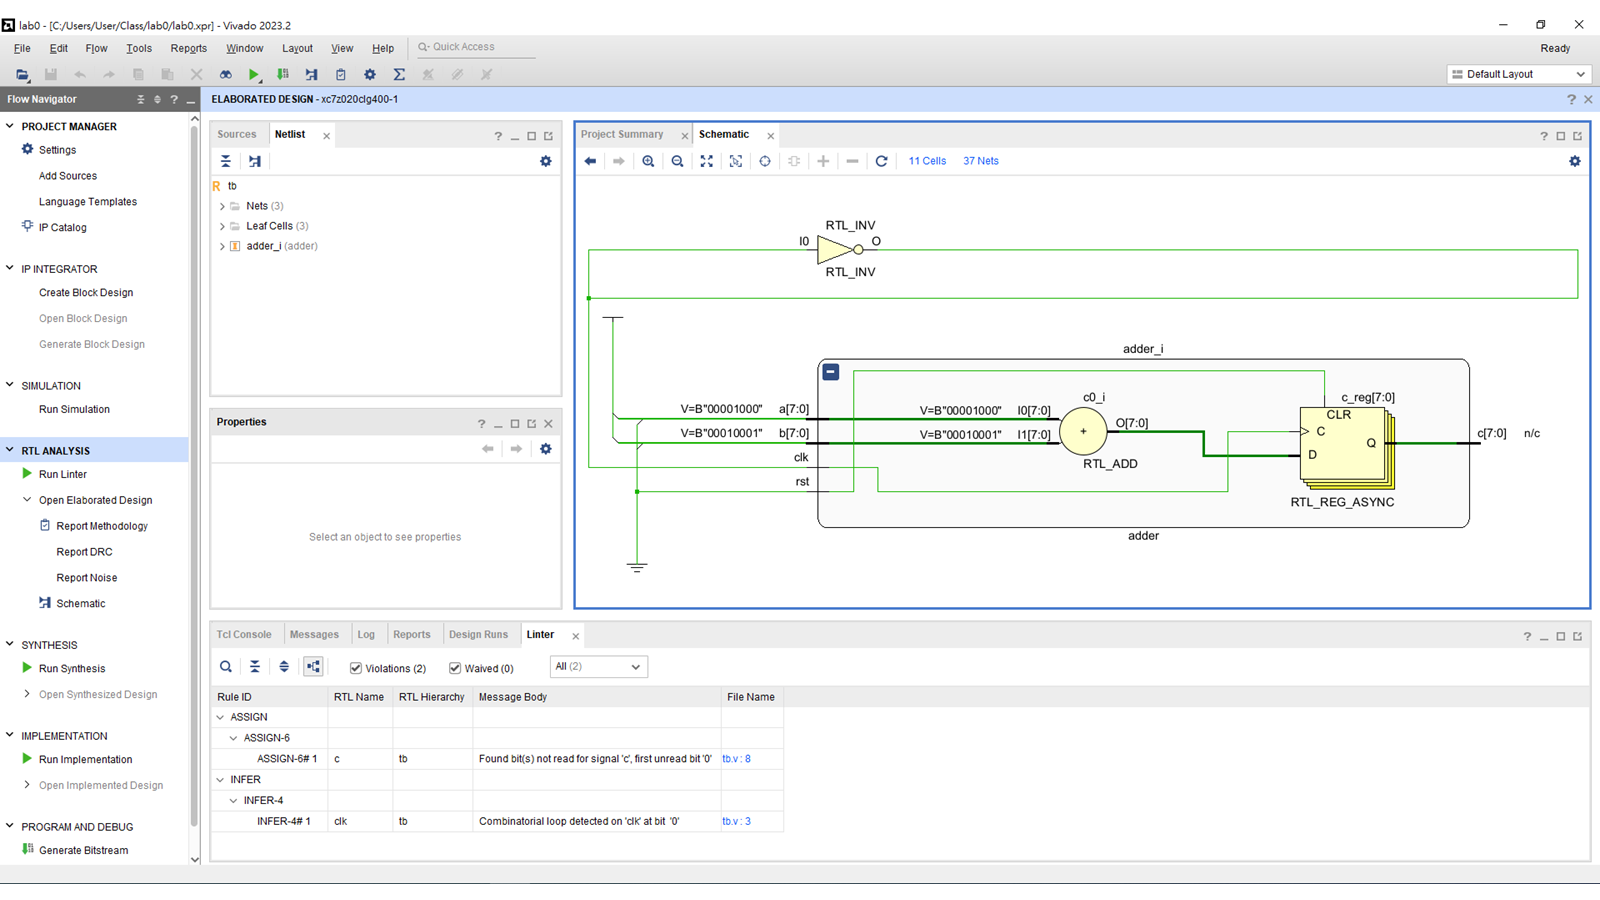 lab0 - [C:/Users/User/Class/lab0/lab0.xpr] - Vivado 2023.2
File Edit Flow Tools Reports Window Layout View Help Quick Access Ready
Default Layout
Flow Navigator
ELABORATED DESIGN - xc7z020clg400-1
PROJECT MANAGER
Settings
Add Sources
Language Templates
IP Catalog
IP INTEGRATOR
Create Block Design
Open Block Design
Generate Block Design
SIMULATION
Run Simulation
RTL ANALYSIS
Run Linter
Open Elaborated Design
Report Methodology
Report DRC
Report Noise
Schematic
SYNTHESIS
Run Synthesis
Open Synthesized Design
IMPLEMENTATION
Run Implementation
Open Implemented Design
PROGRAM AND DEBUG
Generate Bitstream
Sources Netlist
R tb
Nets (3)
Leaf Cells (3)
adder_i (adder)
Properties
Select an object to see properties
Project Summary Schematic
11 Cells 37 Nets
RTL_INV
I0 O
RTL_INV
adder_i
V=B"00001000" a[7:0] V=B"00001000" I0[7:0]
V=B"00010001" b[7:0] V=B"00010001" I1[7:0]
clk
rst
c0_i
+ O[7:0]
RTL_ADD
c_reg[7:0]
CLR
C
Q
D
RTL_REG_ASYNC
c[7:0] n/c
adder
Tcl Console Messages Log Reports Design Runs Linter
Violations (2) Waived (0) All (2)
Rule ID RTL Name RTL Hierarchy Message Body File Name
ASSIGN
ASSIGN-6
ASSIGN-6# 1 c tb Found bit(s) not read for signal 'c', first unread bit '0' tb.v : 8
INFER
INFER-4
INFER-4# 1 clk tb Combinatorial loop detected on 'clk' at bit '0' tb.v : 3